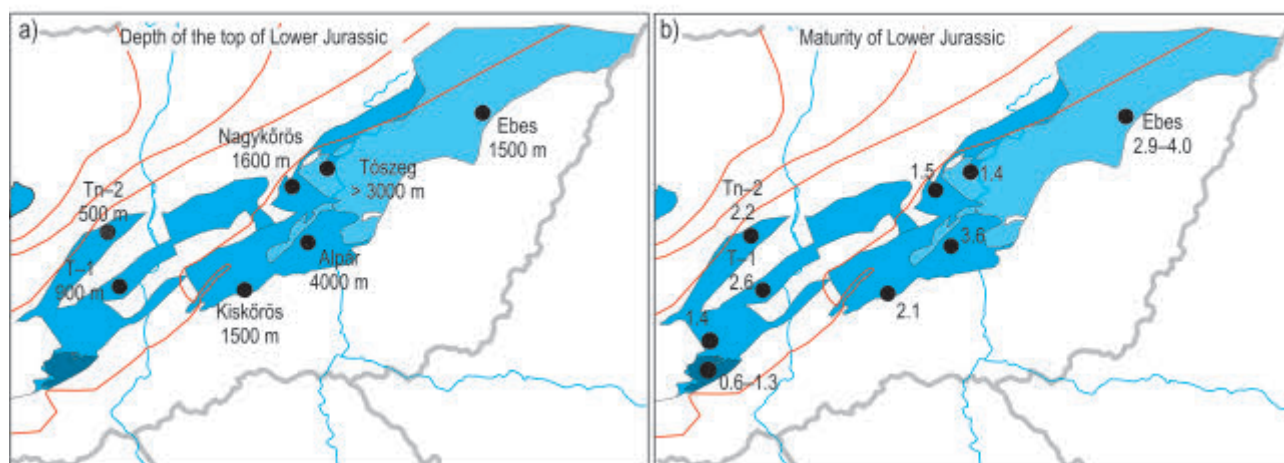 a)
Depth of the top of Lower Jurassic
Nagykőrös
1600 m
Ebes
1500 m
Tószeg
> 3000 m
Tn–2
500 m
T–1
900 m
Alpár
4000 m
Kiskőrös
1500 m
b)
Maturity of Lower Jurassic
Ebes
2.9–4.0
1.5
1.4
Tn–2
2.2
3.6
T–1
2.6
2.1
1.4
0.6–1.3